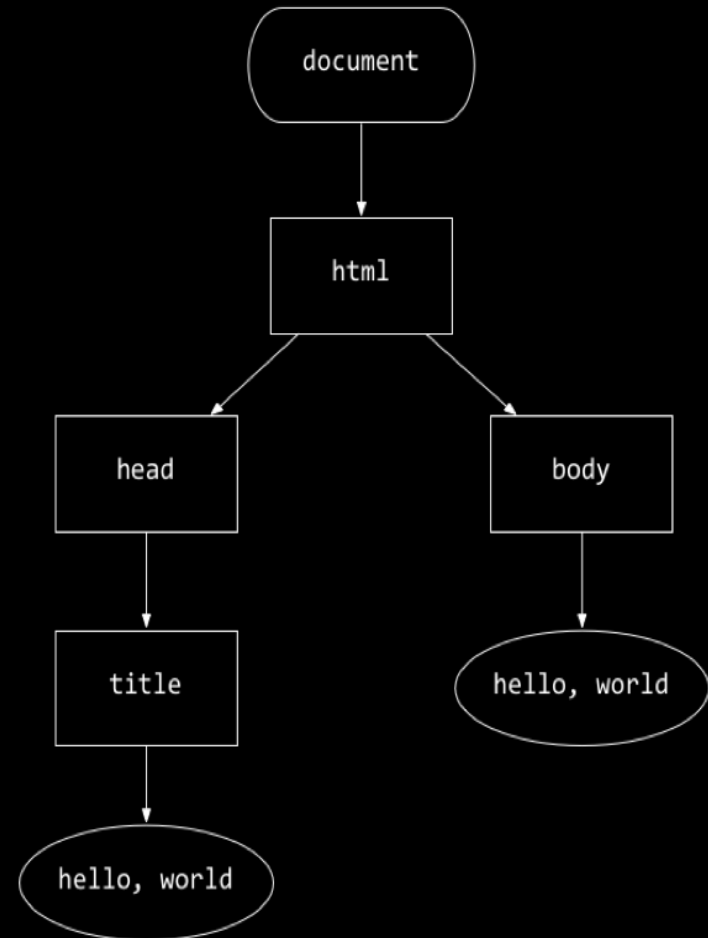 document
html
head
body
title
hello, world
hello, world